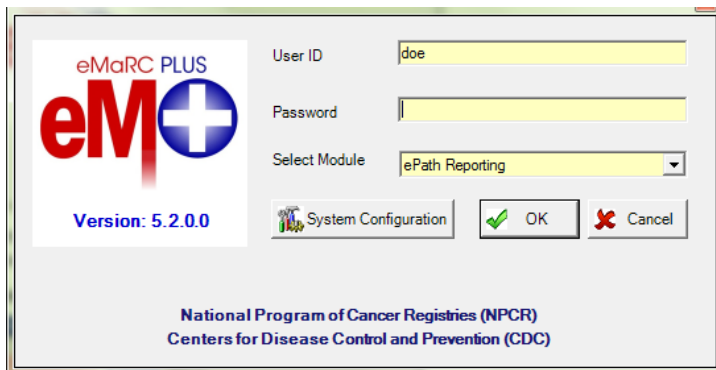 eMaRC PLUS
eM
Version: 5.2.0.0
User ID
doe
Password
Select Module
ePath Reporting
System Configuration
OK
Cancel
National Program of Cancer Registries (NPCR)
Centers for Disease Control and Prevention (CDC)